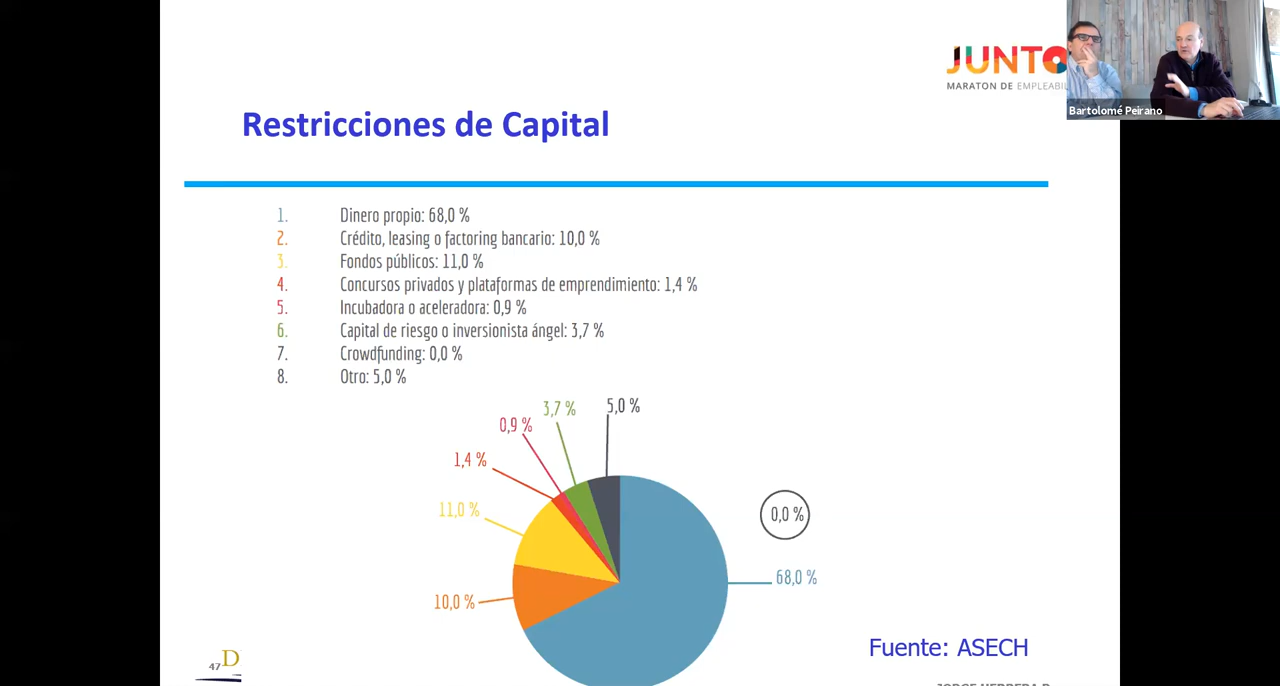 JUNTO
MARATON DE EMPLEABI
Bartolomé Peirano
Restricciones de Capital
1. Dinero propio: 68,0 %
2. Crédito, leasing o factoring bancario: 10,0 %
3. Fondos públicos: 11,0 %
4. Concursos privados y plataformas de emprendimiento: 1,4 %
5. Incubadora o aceleradora: 0,9 %
6. Capital de riesgo o inversionista ángel: 3,7 %
7. Crowdfunding: 0,0 %
8. Otro: 5,0 %
3,7 %
5,0 %
0,9 %
1,4 %
11,0 %
0,0 %
68,0 %
10,0 %
Fuente: ASECH
47 D